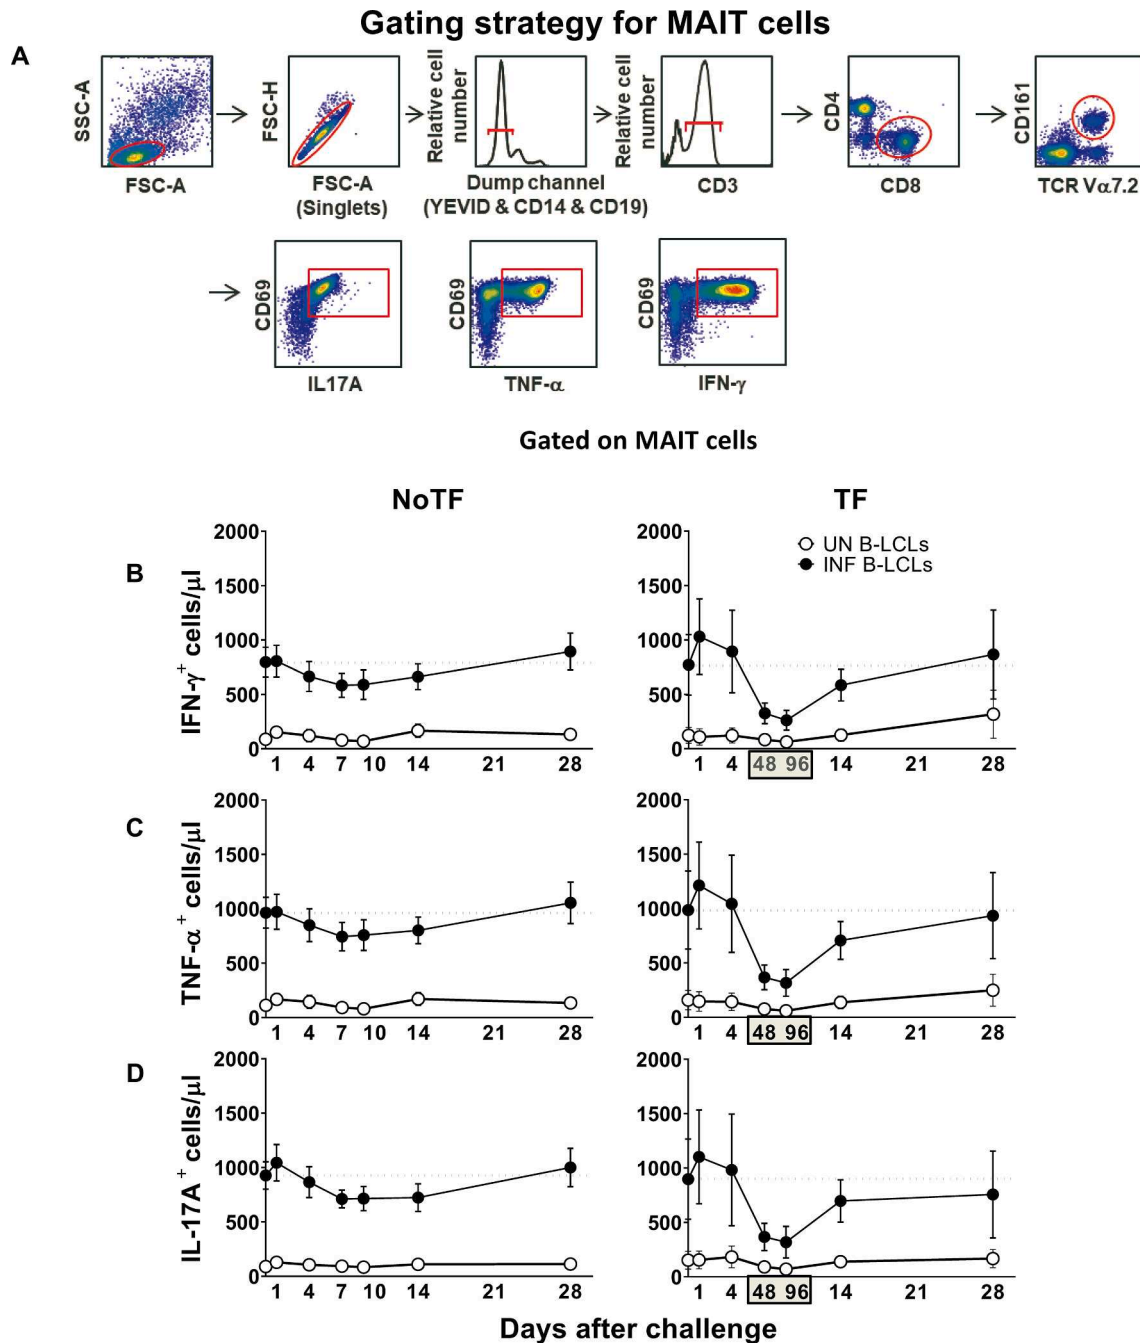 Gating strategy for MAIT cells
A
SSC-A
FSC-A
FSC-H
FSC-A
(Singlets)
Relative cell
number
Dump channel
(YEVID & CD14 & CD19)
Relative cell
number
CD3
CD4
CD8
CD161
TCR Vα7.2
CD69
IL17A
CD69
TNF-α
CD69
IFN-γ
Gated on MAIT cells
NoTF
TF
B
IFN-γ+ cells/µl
2000
1500
1000
500
0
1 4 7 10 14 21 28
2000
1500
1000
500
0
UN B-LCLs
INF B-LCLs
1 4 48 96 14 21 28
C
TNF-α+ cells/µl
2000
1500
1000
500
0
1 4 7 10 14 21 28
2000
1500
1000
500
0
1 4 48 96 14 21 28
D
IL-17A+ cells/µl
2000
1500
1000
500
0
1 4 7 10 14 21 28
2000
1500
1000
500
0
1 4 48 96 14 21 28
Days after challenge